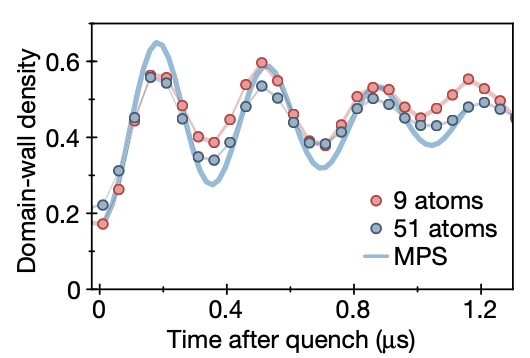 Domain-wall density
0.6
0.4
0.2
0
9 atoms
51 atoms
MPS
0
0.4
0.8
1.2
Time after quench (μs)